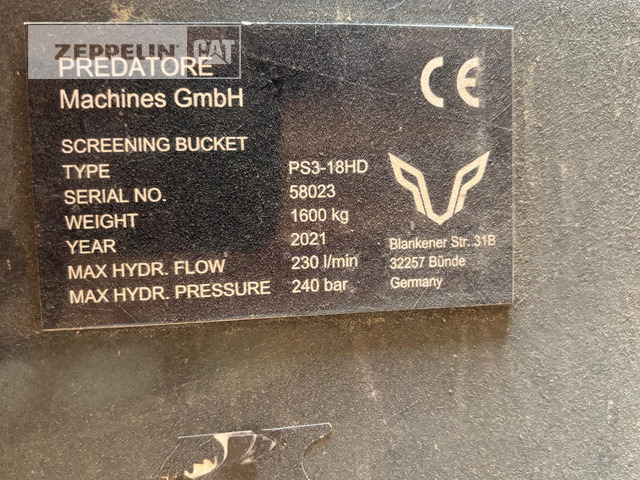 ZEPPELIN CAT
PREDATORE
Machines GmbH
CE
SCREENING BUCKET
TYPE PS3-18HD
SERIAL NO. 58023
WEIGHT 1600 kg
YEAR 2021
MAX HYDR. FLOW 230 l/min
MAX HYDR. PRESSURE 240 bar
Blankener Str. 31B
32257 Bünde
Germany